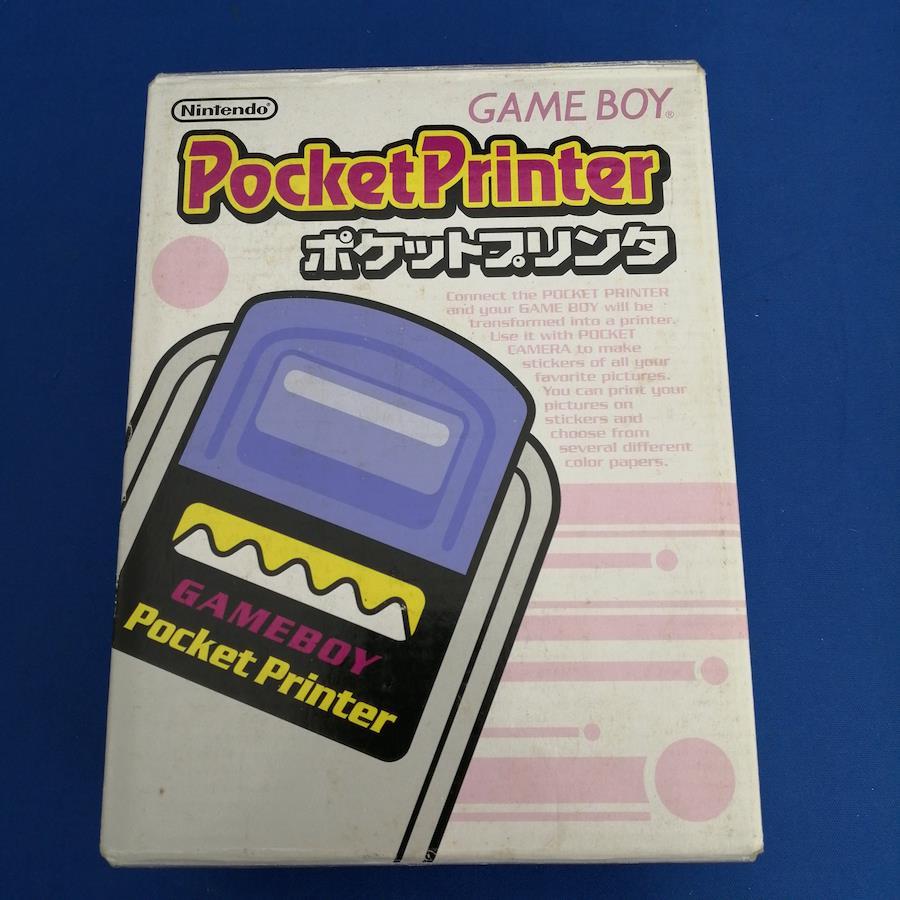 Nintendo®
GAME BOY®
PocketPrinter
ポケットプリンタ
Connect the POCKET PRINTER
and your GAME BOY will be
transformed into a printer.
Use it with POCKET
CAMERA to make
stickers of all your
favorite pictures.
You can print your
pictures on
stickers and
choose from
several different
color papers.
GAMEBOY
Pocket Printer